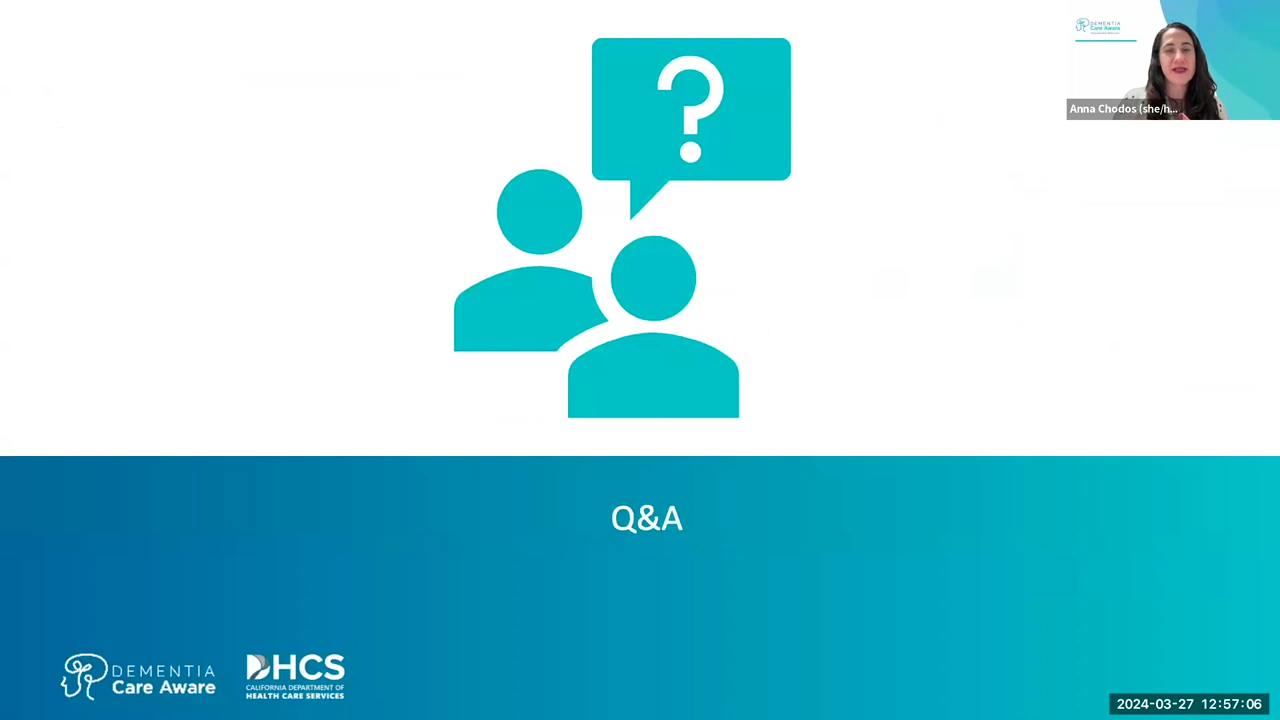 ?
DEMENTIA
Care Aware
Anna Chodos (she/h...
Q&A
DEMENTIA
Care Aware
DHCS
CALIFORNIA DEPARTMENT OF
HEALTH CARE SERVICES
2024-03-27 12:57:06